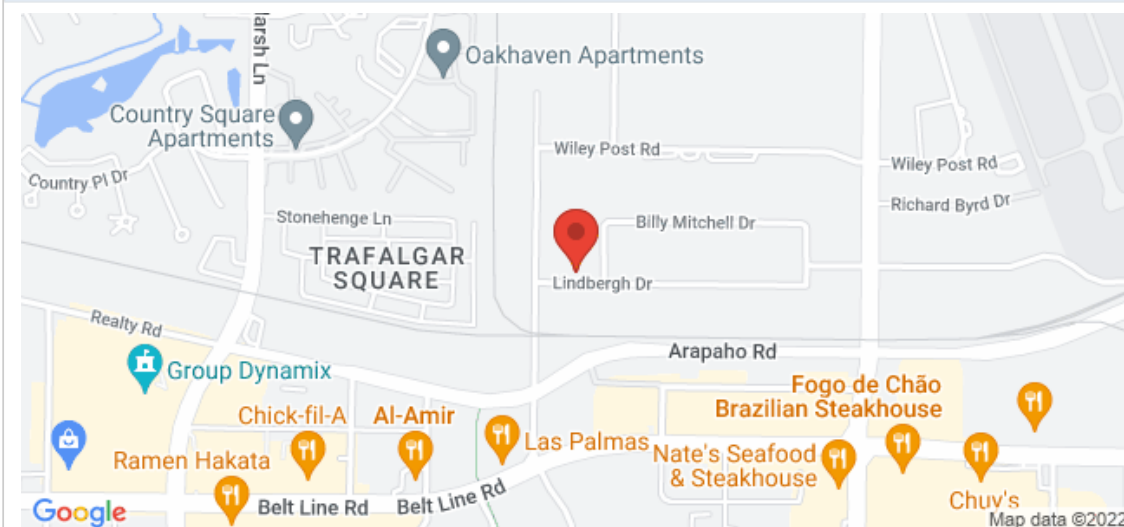 Marsh Ln
Oakhaven Apartments
Country Square
Apartments
Wiley Post Rd
Wiley Post Rd
Country Pl Dr
Richard Byrd Dr
Stonehenge Ln
Billy Mitchell Dr
TRAFALGAR
SQUARE
Lindbergh Dr
Realty Rd
Arapaho Rd
Group Dynamix
Fogo de Chão
Brazilian Steakhouse
Chick-fil-A
Al-Amir
Las Palmas
Nate's Seafood
& Steakhouse
Ramen Hakata
Chuy's
Belt Line Rd
Belt Line Rd
Google
Map data ©2022